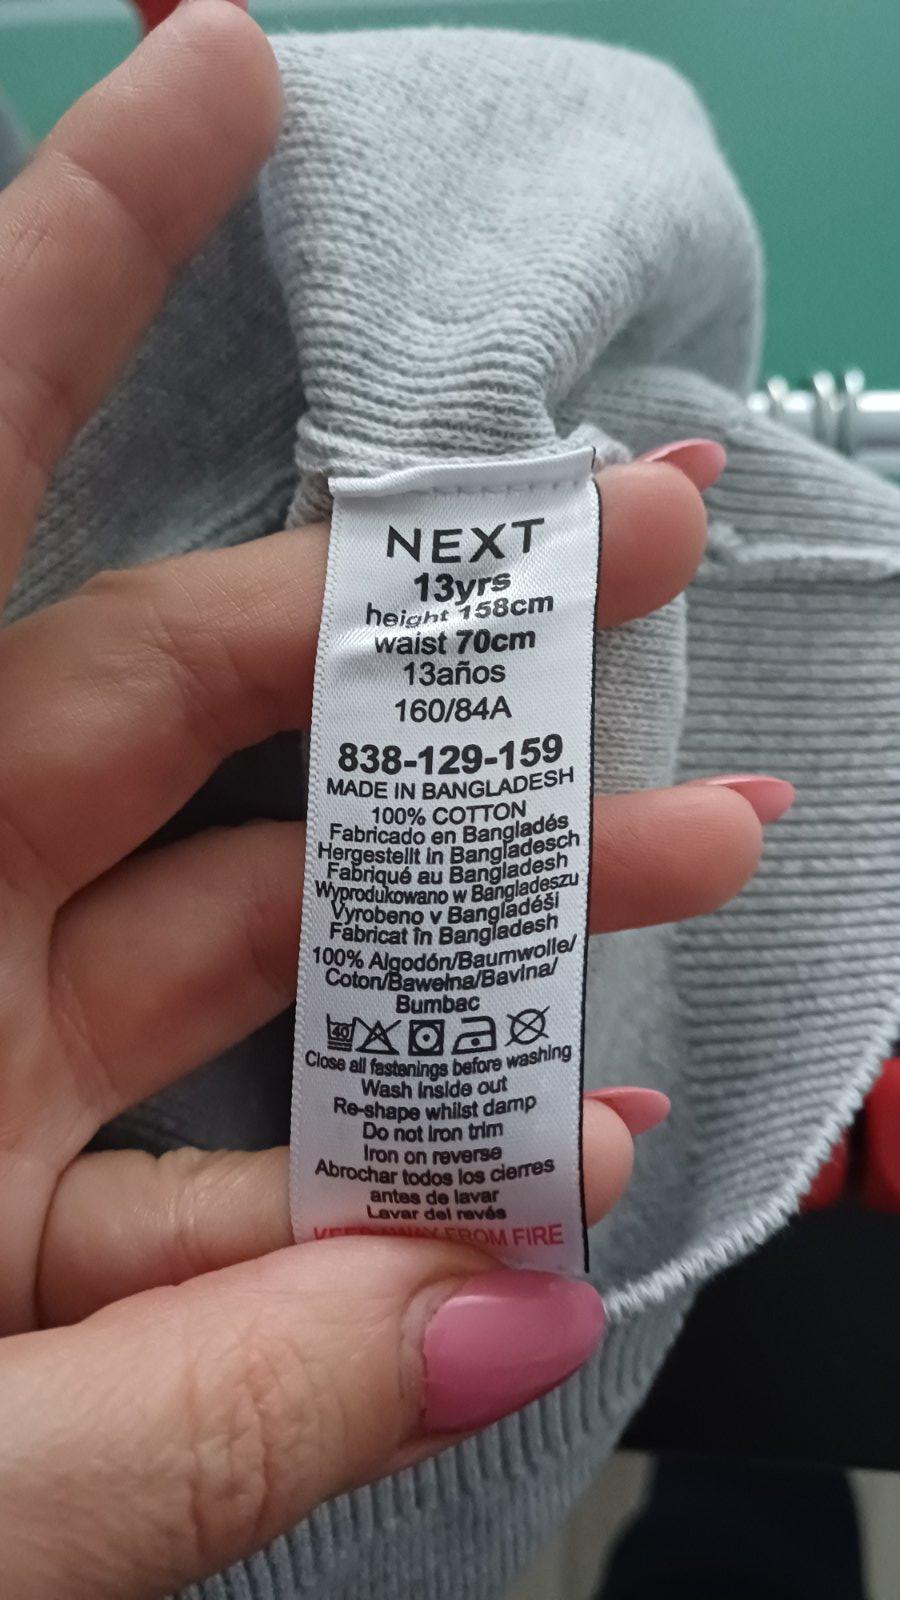 NEXT
13yrs
height 158cm
waist 70cm
13años
160/84A
838-129-159
MADE IN BANGLADESH
100% COTTON
Fabricado en Bangladés
Hergestellt in Bangladesch
Fabriqué au Bangladesh
Wyprodukowano w Bangladeszu
Vyrobeno v Bangladéši
Fabricat în Bangladesh
100% Algodón/Baumwolle/
Coton/Bawełna/Bavlna/
Bumbac
40
Close all fastenings before washing
Wash inside out
Re-shape whilst damp
Do not iron trim
Iron on reverse
Abrochar todos los cierres
antes de lavar
Lavar del revés
KEEP AWAY FROM FIRE